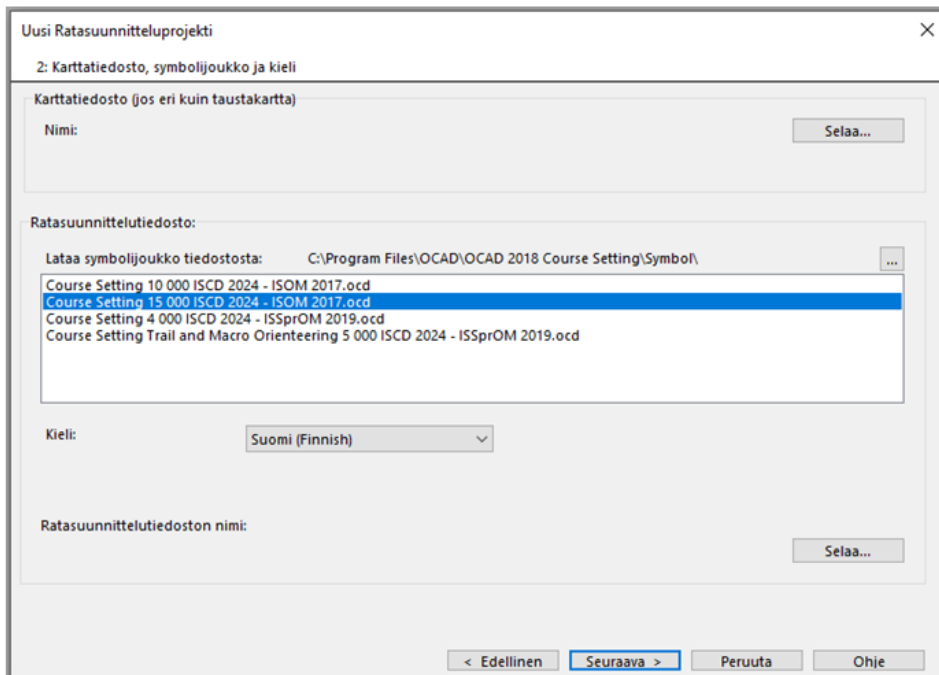 Uusi Ratasuunnitteluprojekti
2: Karttatiedosto, symbolijoukko ja kieli
Karttatiedosto (jos eri kuin taustakartta)
Nimi:
Selaa...
Ratasuunnittelutiedosto:
Lataa symbolijoukko tiedostosta: C:\Program Files\OCAD\OCAD 2018 Course Setting\Symbol\ ...
Course Setting 10 000 ISCD 2024 - ISOM 2017.ocd
Course Setting 15 000 ISCD 2024 - ISOM 2017.ocd
Course Setting 4 000 ISCD 2024 - ISSprOM 2019.ocd
Course Setting Trail and Macro Orienteering 5 000 ISCD 2024 - ISSprOM 2019.ocd
Kieli: Suomi (Finnish)
Ratasuunnittelutiedoston nimi:
Selaa...
< Edellinen Seuraava > Peruuta Ohje